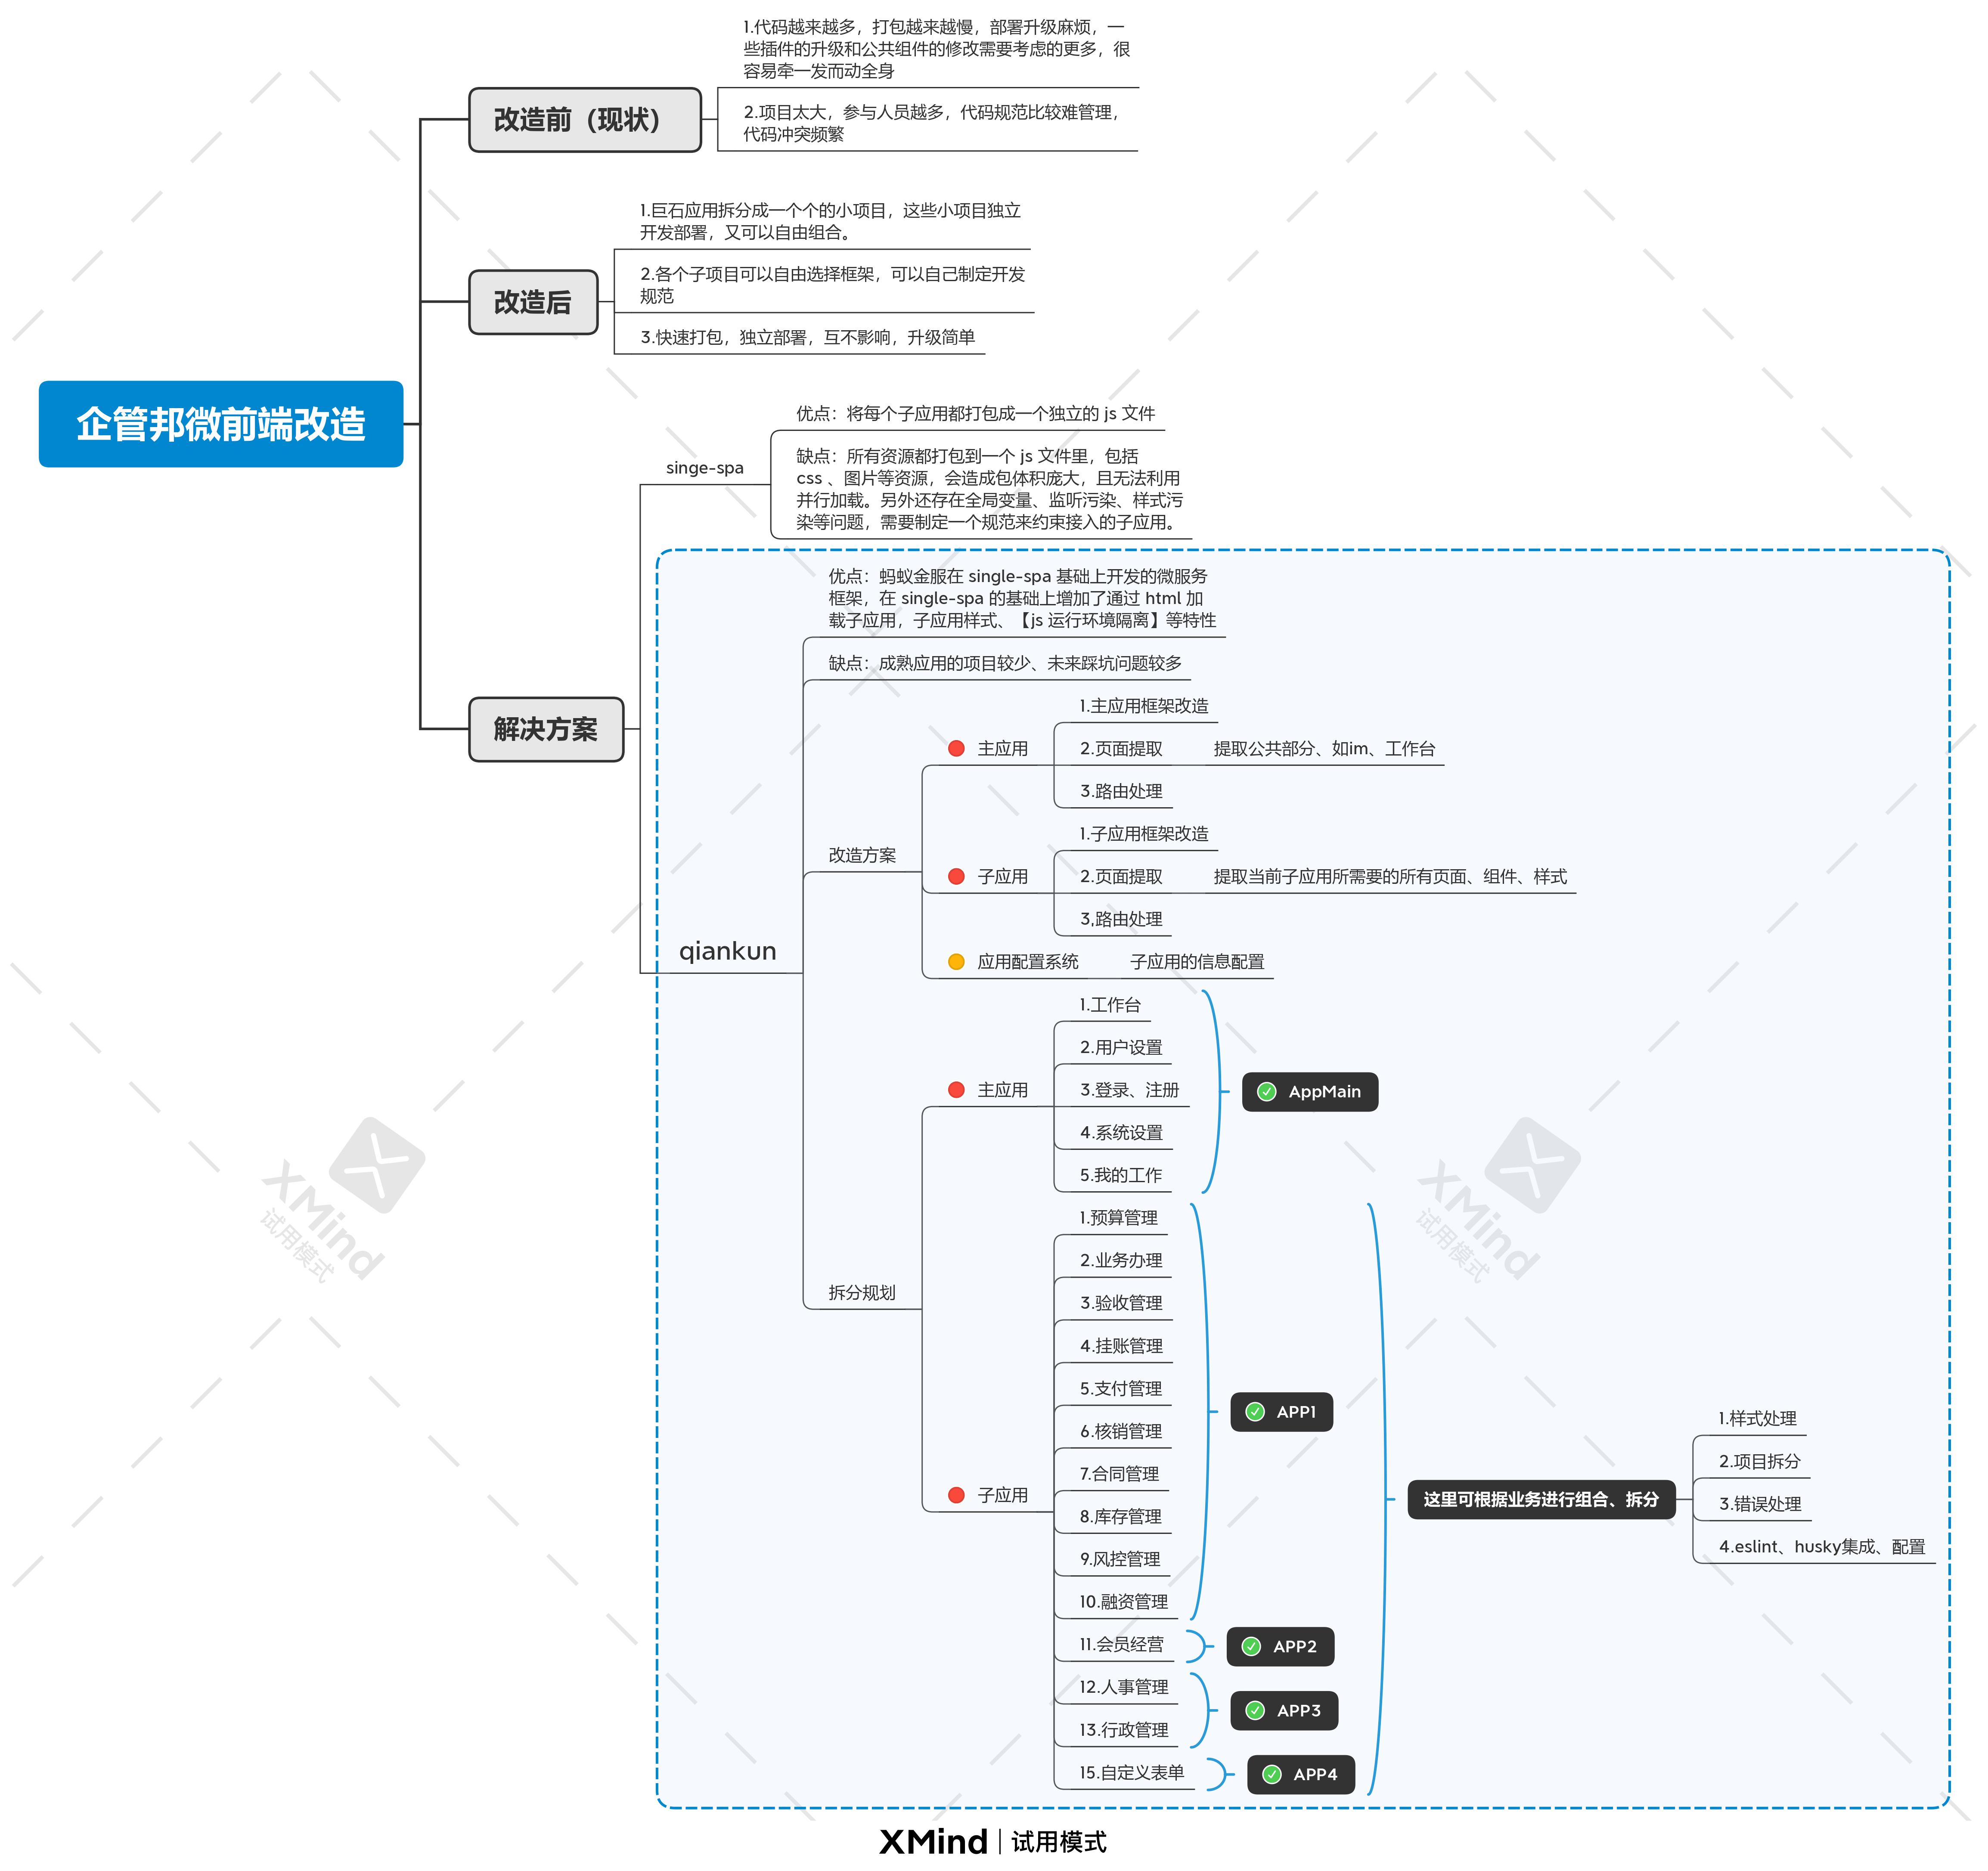 企管邦微前端改造
改造前（现状）
1.代码越来越多，打包越来越慢，部署升级麻烦，一
些插件的升级和公共组件的修改需要考虑的更多，很
容易牵一发而动全身
2.项目太大，参与人员越多，代码规范比较难管理，
代码冲突频繁
改造后
1.巨石应用拆分成一个个的小项目，这些小项目独立
开发部署，又可以自由组合。
2.各个子项目可以自由选择框架，可以自己制定开发
规范
3.快速打包，独立部署，互不影响，升级简单
解决方案
singe-spa
优点：将每个子应用都打包成一个独立的 js 文件
缺点：所有资源都打包到一个 js 文件里，包括
css 、图片等资源，会造成包体积庞大，且无法利用
并行加载。另外还存在全局变量、监听污染、样式污
染等问题，需要制定一个规范来约束接入的子应用。
qiankun
优点：蚂蚁金服在 single-spa 基础上开发的微服务
框架，在 single-spa 的基础上增加了通过 html 加
载子应用，子应用样式、【js 运行环境隔离】等特性
缺点：成熟应用的项目较少、未来踩坑问题较多
改造方案
主应用
1.主应用框架改造
2.页面提取
提取公共部分、如im、工作台
3.路由处理
子应用
1.子应用框架改造
2.页面提取
提取当前子应用所需要的所有页面、组件、样式
3,路由处理
应用配置系统
子应用的信息配置
拆分规划
主应用
1.工作台
2.用户设置
3.登录、注册
4.系统设置
5.我的工作
AppMain
子应用
1.预算管理
2.业务办理
3.验收管理
4.挂账管理
5.支付管理
6.核销管理
7.合同管理
8.库存管理
9.风控管理
10.融资管理
APP1
11.会员经营
APP2
12.人事管理
13.行政管理
APP3
15.自定义表单
APP4
这里可根据业务进行组合、拆分
1.样式处理
2.项目拆分
3.错误处理
4.eslint、husky集成、配置
XMind
试用模式
XMind
试用模式
XMind | 试用模式